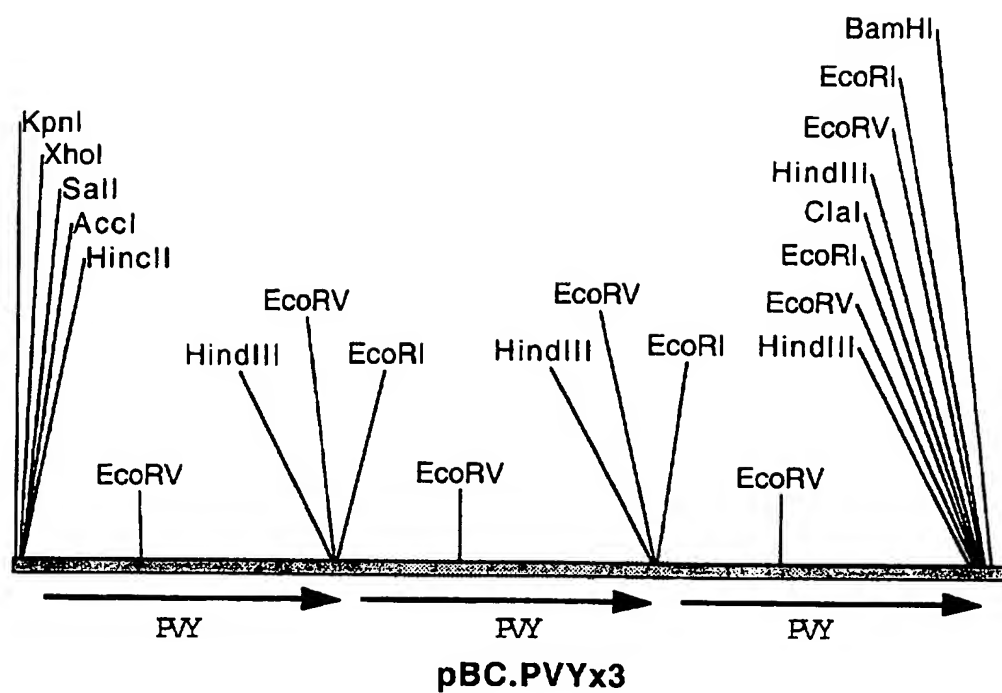 BamHI
EcoRI
KpnI
EcoRV
XhoI
HindIII
SalI
ClaI
AccI
EcoRI
HincII
EcoRV
EcoRV
EcoRV
HindIII
EcoRI
HindIII
EcoRI
HindIII
EcoRV
EcoRV
EcoRV
PVY
PVY
PVY
pBC.PVYx3